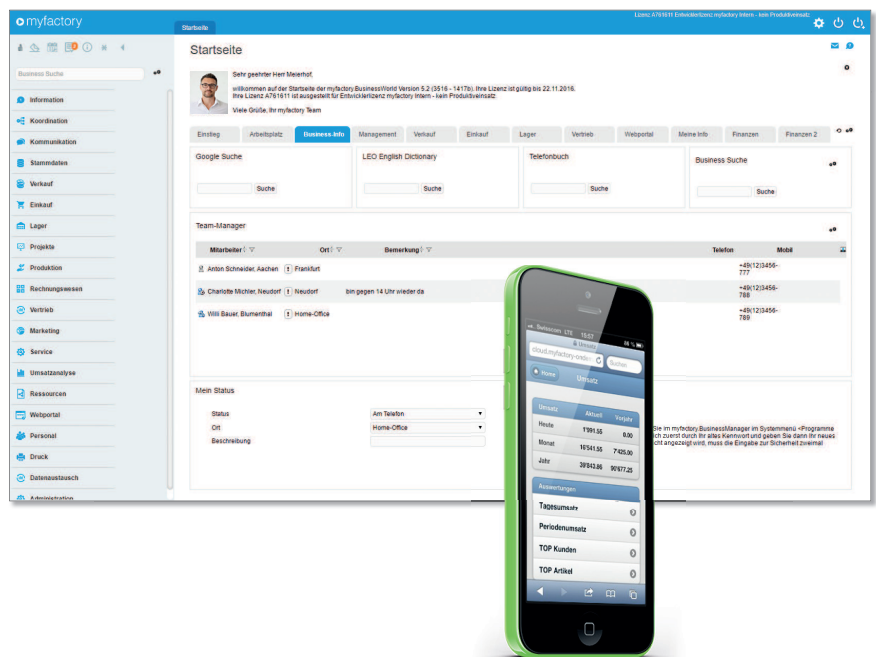 myfactory
Startseite
Lizenz A761611 Entwicklerlizenz myfactory Intern - kein Produktiveinsatz
Business Suche
Information
Koordination
Kommunikation
Stammdaten
Verkauf
Einkauf
Lager
Projekte
Produktion
Rechnungswesen
Vertrieb
Marketing
Service
Umsatzanalyse
Ressourcen
Webportal
Personal
Druck
Datenaustausch
Administration
Startseite
Sehr geehrter Herr Meierhof,
willkommen auf der Startseite der myfactory.BusinessWorld Version 5.2 (3516 - 1417b). Ihre Lizenz ist gültig bis 22.11.2016.
Ihre Lizenz A761611 ist ausgestellt für Entwicklerlizenz myfactory Intern - kein Produktiveinsatz.
Viele Grüße, Ihr myfactory Team
Einstieg Arbeitsplatz Business-Info Management Verkauf Einkauf Lager Vertrieb Webportal Meine Info Finanzen Finanzen 2
Google Suche LEO English Dictionary Telefonbuch Business Suche
Suche Suche Suche Suche
Team-Manager
Mitarbeiter Ort Bemerkung Telefon Mobil
Anton Schneider, Aachen Frankfurt +49(12)3456-
777
Charlotte Michler, Neudorf Neudorf bin gegen 14 Uhr wieder da +49(12)3456-
788
Willi Bauer, Blumenthal Home-Office +49(12)3456-
789
Mein Status
Status Am Telefon
Ort Home-Office
Beschreibung
Sie im myfactory.BusinessManager im Systemmenü <Programme
ich zuerst durch Ihr altes Kennwort und geben Sie dann Ihr neues
cht angezeigt wird, muss die Eingabe zur Sicherheit zweimal
Swisscom LTE 15:57 86 %
Umsatz
cloud.myfactory-ondem Suchen
Home Umsatz
Umsatz Aktuell Vorjahr
Heute 1'991.55 0.00
Monat 16'541.55 7'425.00
Jahr 39'843.86 90'677.25
Auswertungen
Tagesumsatz
Periodenumsatz
TOP Kunden
TOP Artikel